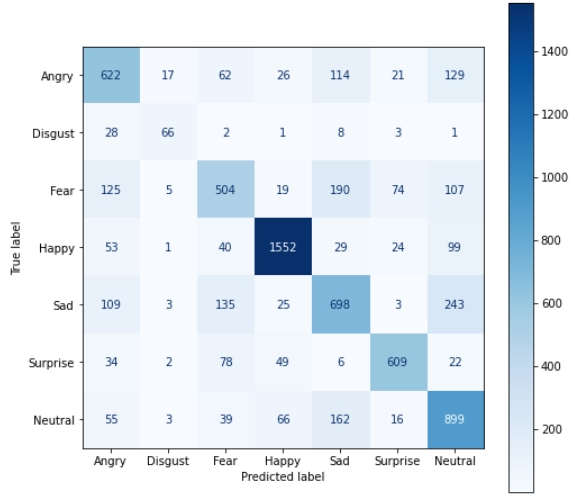 Angry 622 17 62 26 114 21 129
Disgust 28 66 2 1 8 3 1
Fear 125 5 504 19 190 74 107
Happy 53 1 40 1552 29 24 99
Sad 109 3 135 25 698 3 243
Surprise 34 2 78 49 6 609 22
Neutral 55 3 39 66 162 16 899
Angry Disgust Fear Happy Sad Surprise Neutral
Predicted label
True label
1400
1200
1000
800
600
400
200